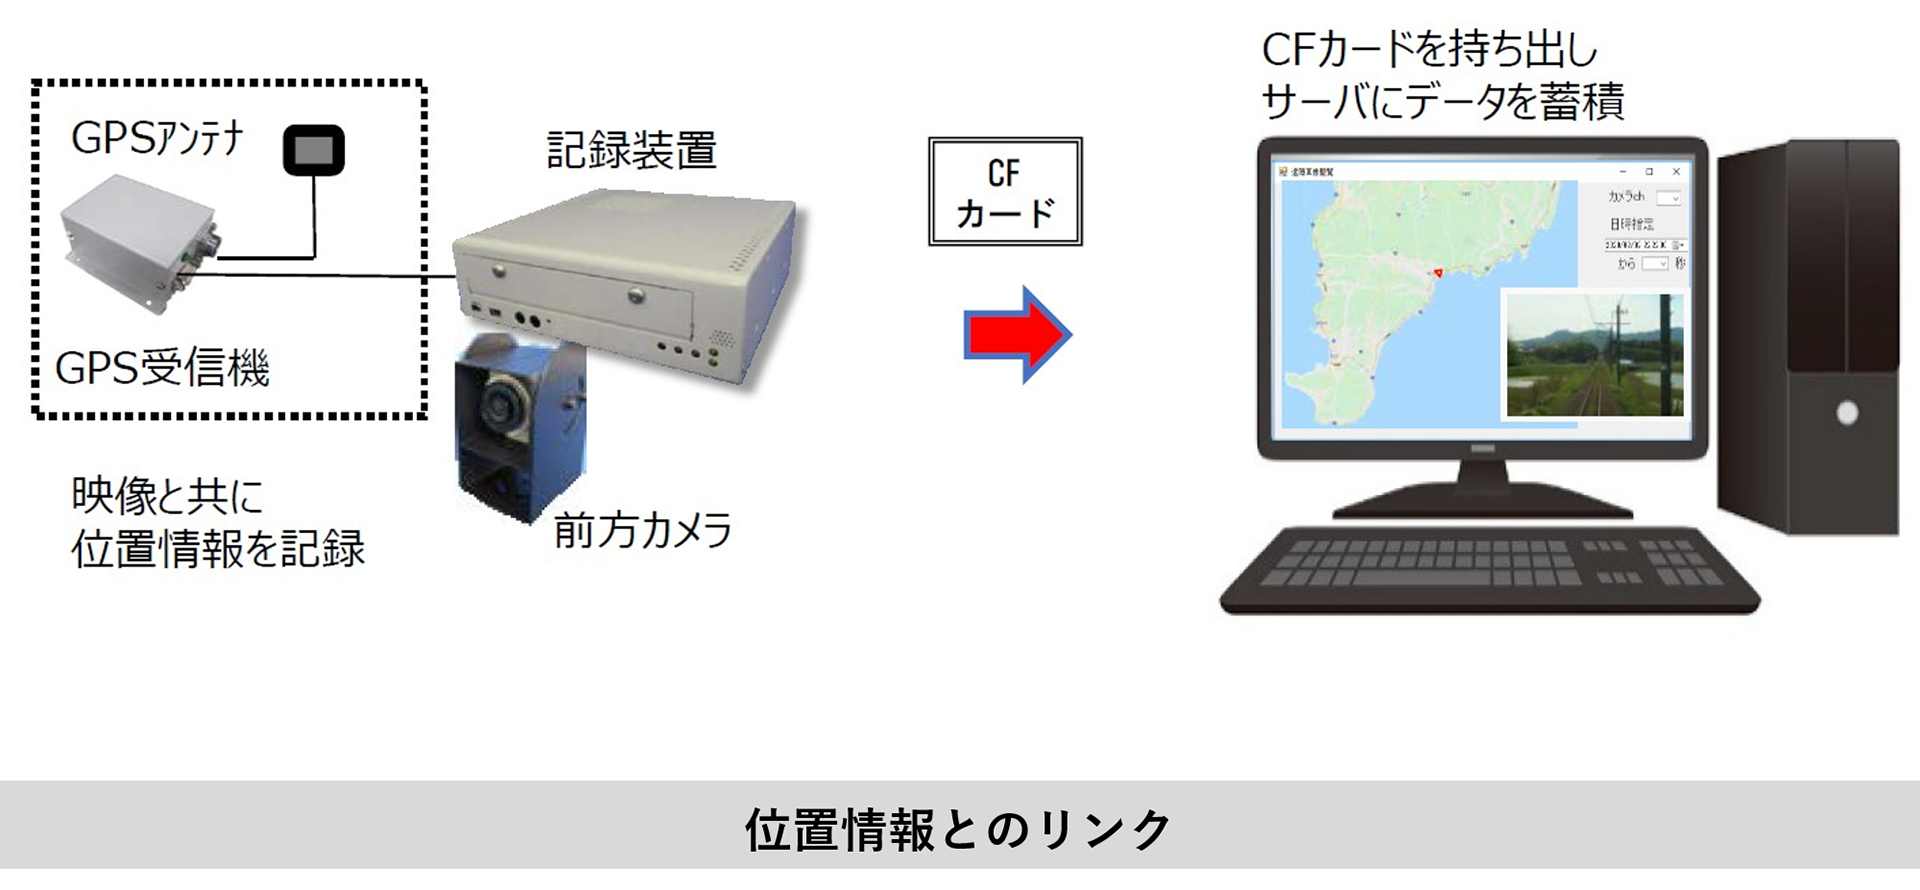 GPSアンテナ
GPS受信機
映像と共に
位置情報を記録
記録装置
前方カメラ
CF
カード
CFカードを持ち出し
サーバにデータを蓄積
カメラch
日時指定
から 秒
位置情報とのリンク